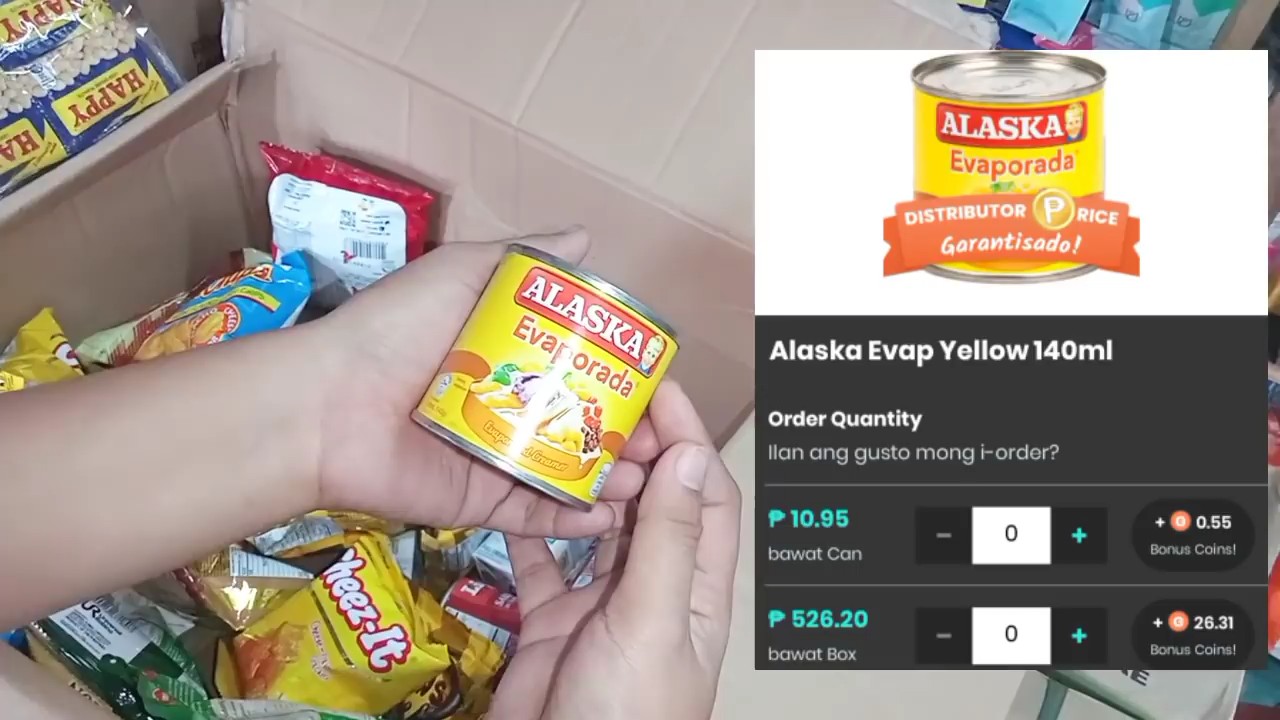 HAPPY
HAPPY
HAPPY
ALASKA
Evaporada
Cheez-It
ALASKA
Evaporada
DISTRIBUTOR PRICE
Garantisado!
Alaska Evap Yellow 140ml
Order Quantity
Ilan ang gusto mong i-order?
₱ 10.95
bawat Can
− 0 +
+ G 0.55
Bonus Coins!
₱ 526.20
bawat Box
− 0 +
+ G 26.31
Bonus Coins!